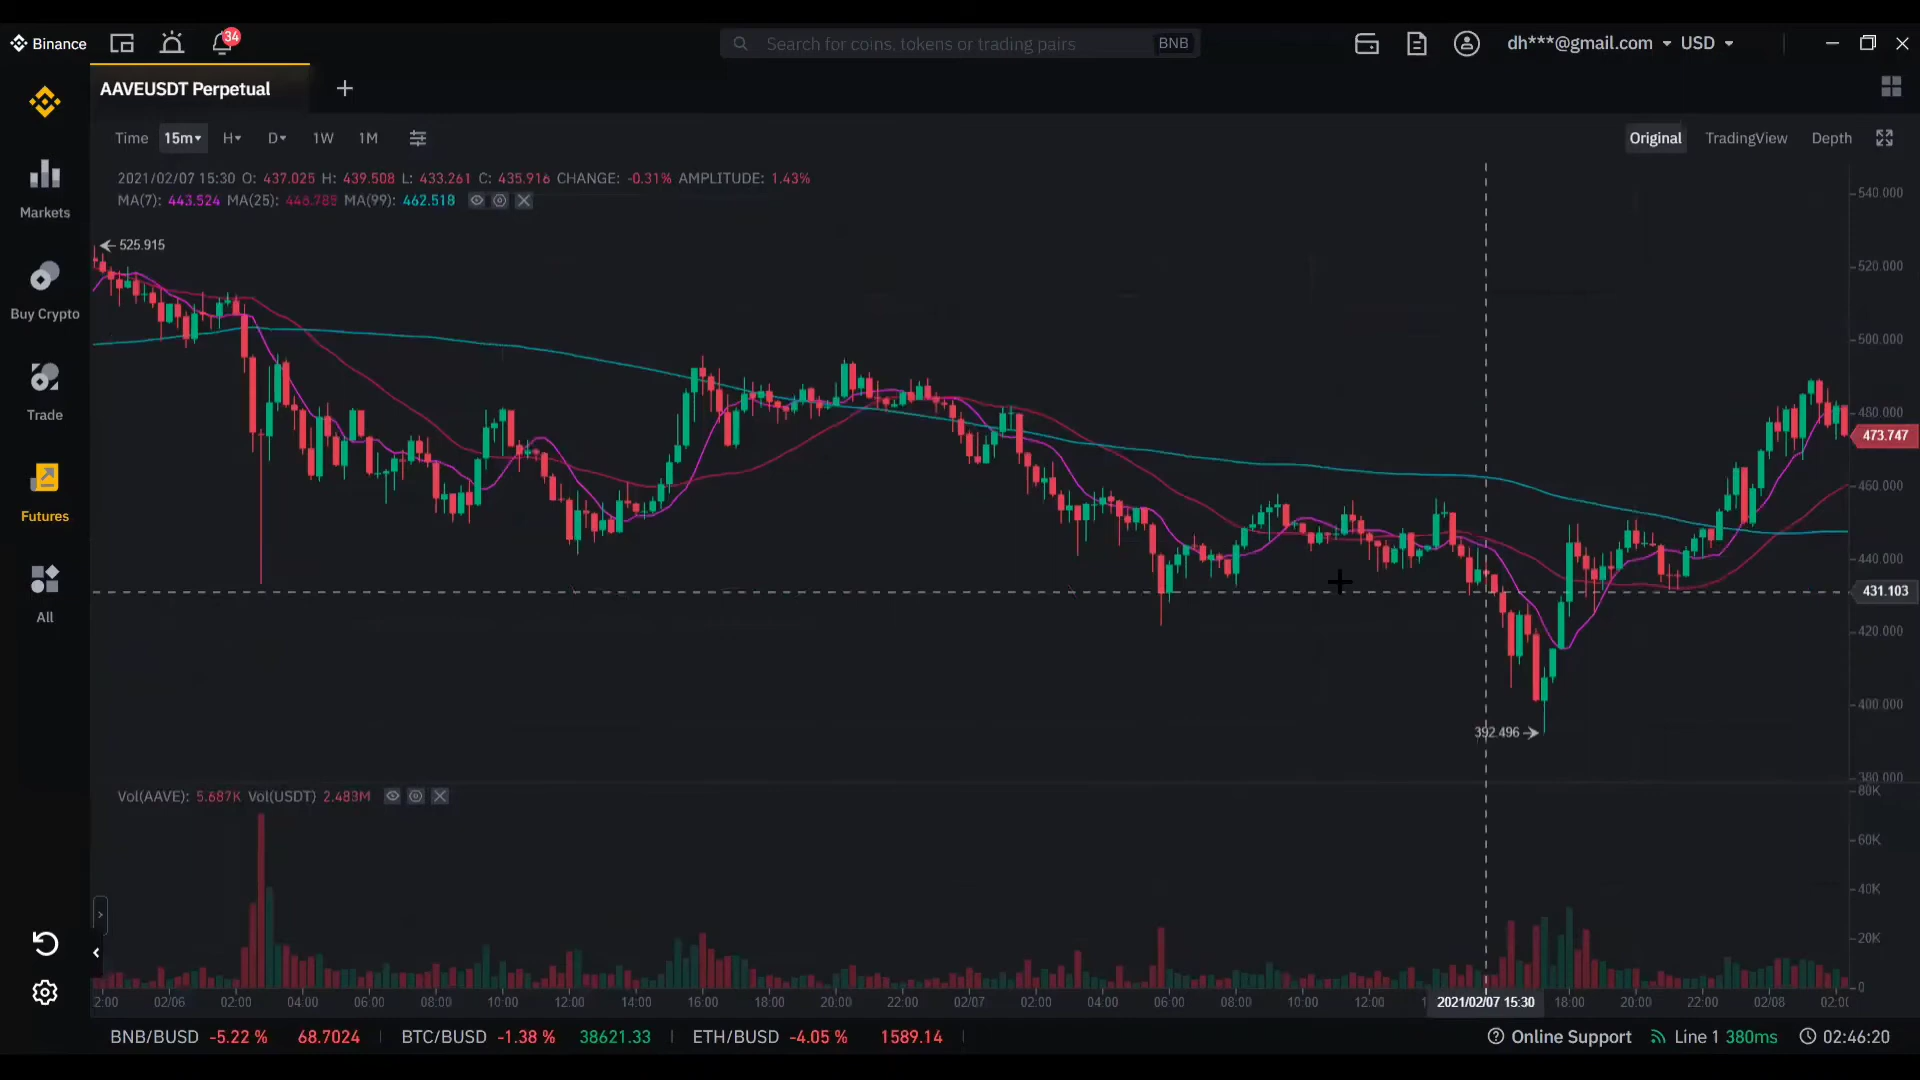 Binance
34
Search for coins, tokens or trading pairs
BNB
dh***@gmail.com
USD
AAVEUSDT Perpetual
+
Time 15m H D 1W 1M
Original TradingView Depth
2021/02/07 15:30 O: 437.025 H: 439.508 L: 433.261 C: 435.916 CHANGE: -0.31% AMPLITUDE: 1.43%
MA(7): 443.524 MA(25): 446.785 MA(99): 462.518
Markets
Buy Crypto
Trade
Futures
All
525.915
392.496
540.000
520.000
500.000
480.000
473.747
460.000
440.000
431.103
420.000
400.000
380.000
Vol(AAVE): 5.687K Vol(USDT) 2.483M
80K
60K
40K
20K
0
2:00 02/06 02:00 04:00 06:00 08:00 10:00 12:00 14:00 16:00 18:00 20:00 22:00 02/07 02:00 04:00 06:00 08:00 10:00 12:00 2021/02/07 15:30 18:00 20:00 22:00 02/08 02:00
BNB/BUSD -5.22 % 68.7024 BTC/BUSD -1.38 % 38621.33 ETH/BUSD -4.05 % 1589.14
Online Support Line 1 380ms 02:46:20